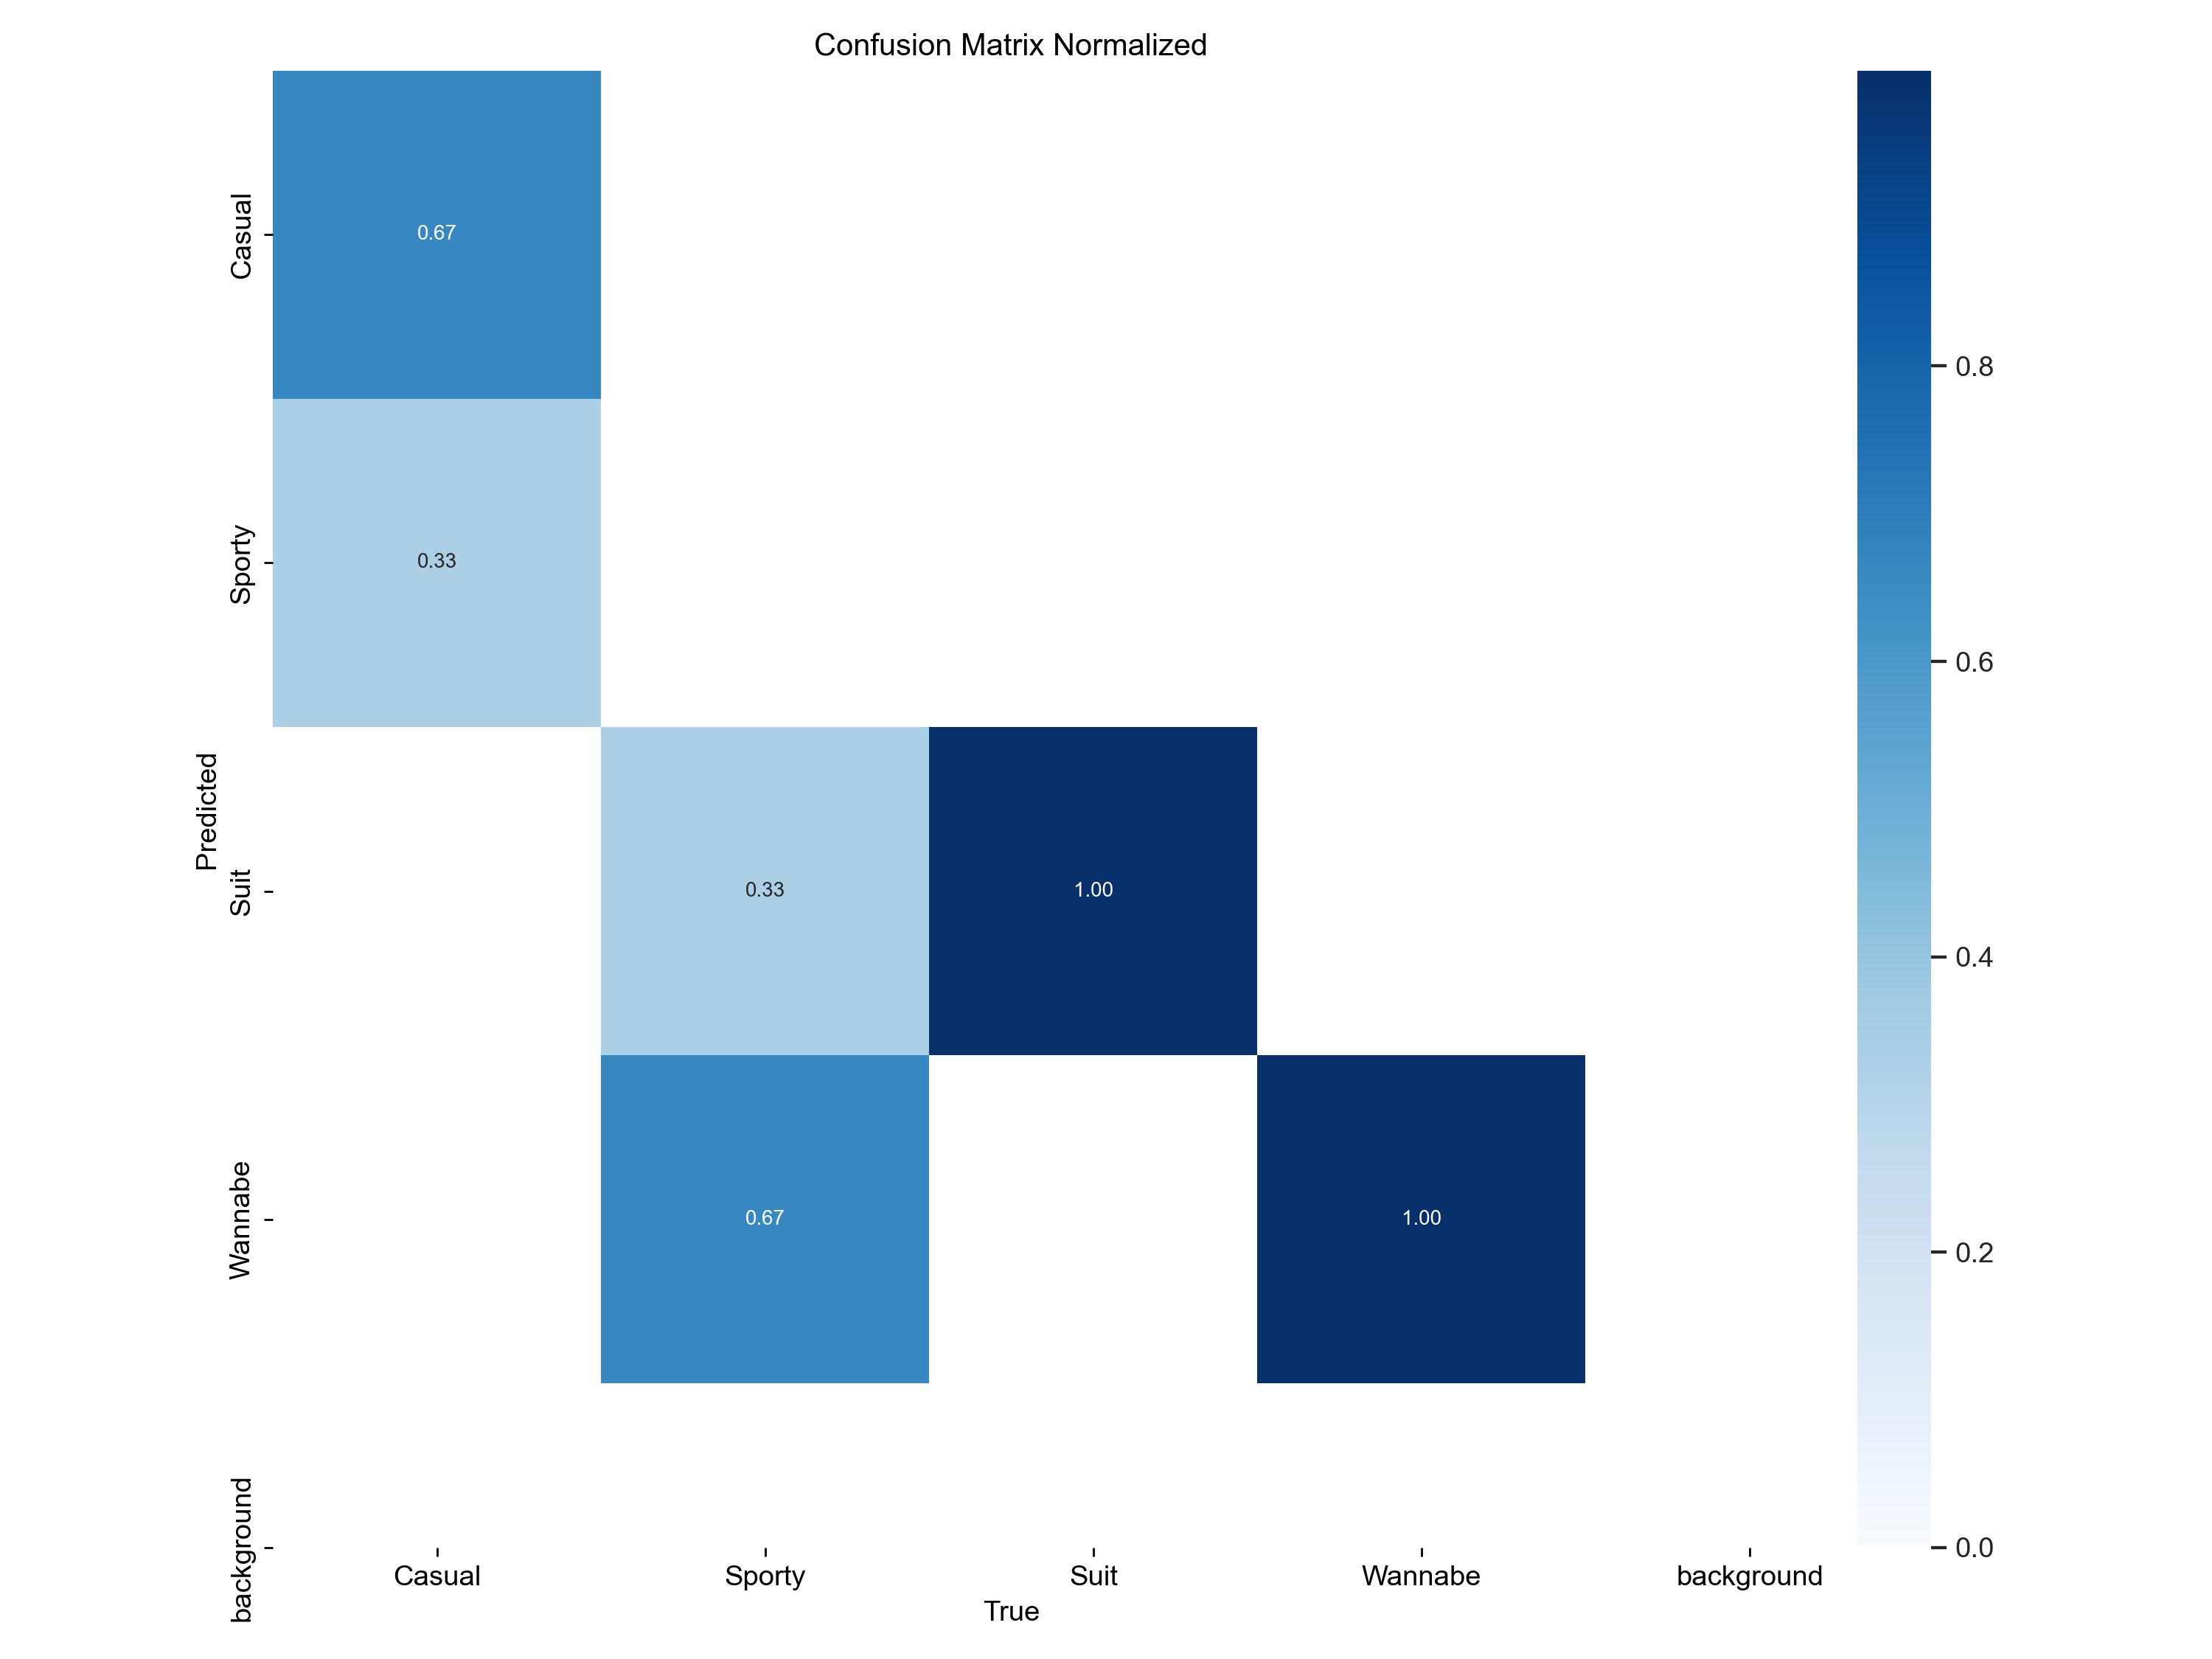 Confusion Matrix Normalized
Predicted
Casual
0.67
Sporty
0.33
Suit
0.33 1.00
Wannabe
0.67 1.00
background
Casual Sporty Suit Wannabe background
True
0.8
0.6
0.4
0.2
0.0